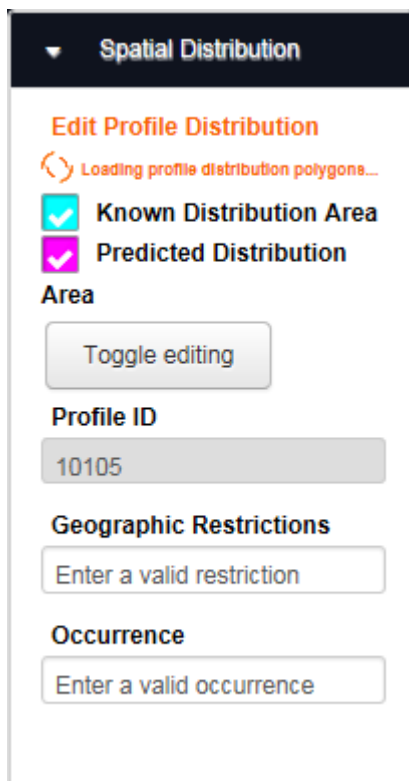 Spatial Distribution
Edit Profile Distribution
Loading profile distribution polygons...
Known Distribution Area
Predicted Distribution
Area
Toggle editing
Profile ID
10105
Geographic Restrictions
Enter a valid restriction
Occurrence
Enter a valid occurrence